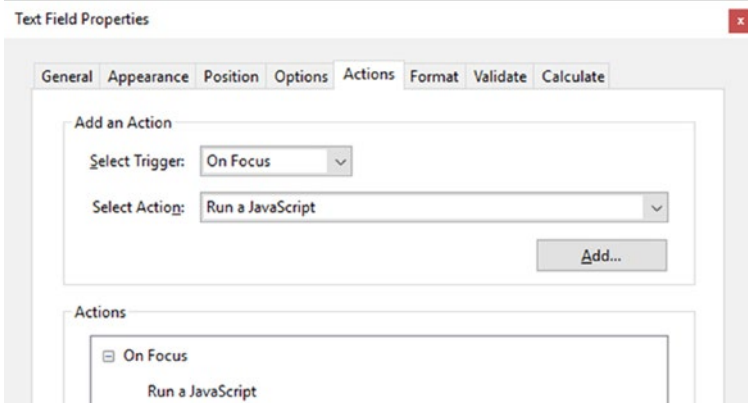 Text Field Properties
x
General Appearance Position Options Actions Format Validate Calculate
Add an Action
Select Trigger: On Focus
Select Action: Run a JavaScript
Add...
Actions
On Focus
Run a JavaScript